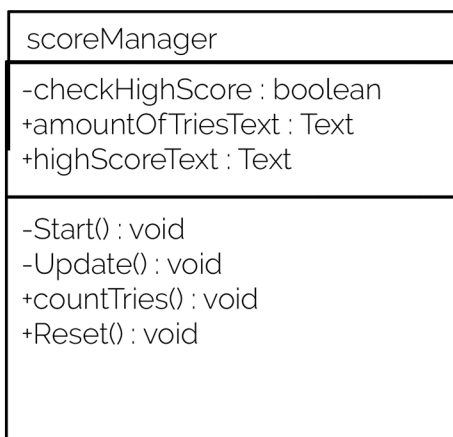 scoreManager
-checkHighScore : boolean
+amountOfTriesText : Text
+highScoreText : Text
-Start() : void
-Update() : void
+countTries() : void
+Reset() : void